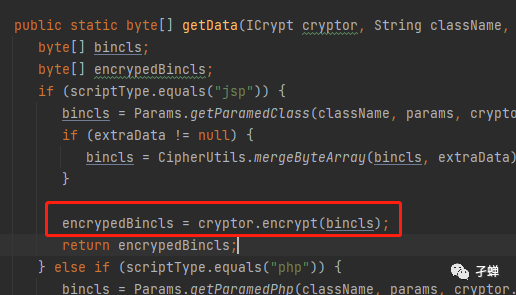 public static byte[] getData(ICrypt cryptor, String className,
byte[] bincls;
byte[] encrypedBincls;
if (scriptType.equals("jsp")) {
bincls = Params.getParamedClass(className, params, crypto
if (extraData != null) {
bincls = CipherUtils.mergeByteArray(bincls, extraData)
}
encrypedBincls = cryptor.encrypt(bincls);
return encrypedBincls;
} else if (scriptType.equals("php")) {
bincls = Params.getParamedPhp(className, params, cryptor.
孑蝉